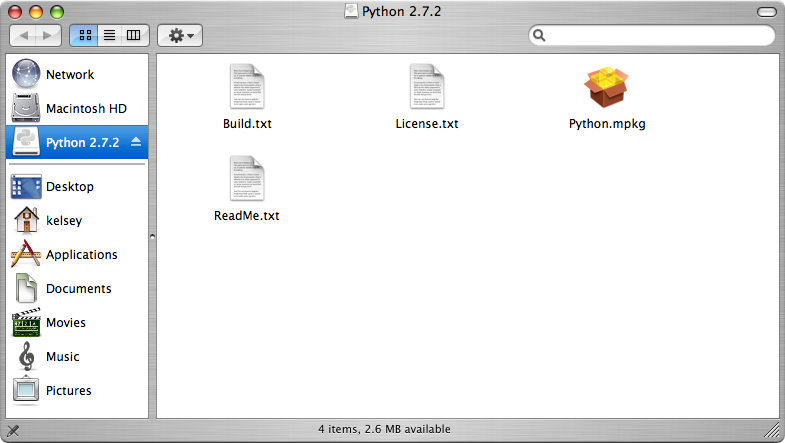 Python 2.7.2
Network
Macintosh HD
Python 2.7.2
Desktop
kelsey
Applications
Documents
Movies
Music
Pictures
Build.txt
License.txt
Python.mpkg
ReadMe.txt
4 items, 2.6 MB available